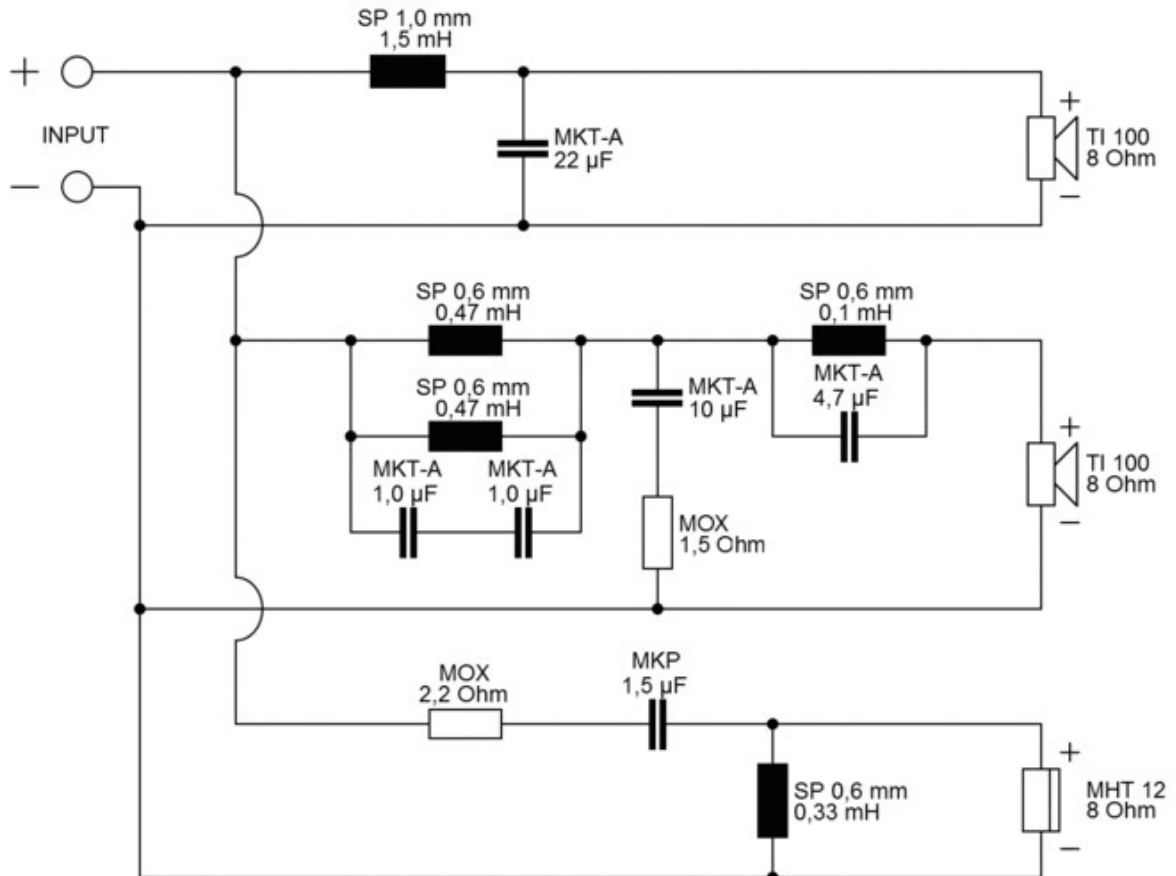 SP 1,0 mm
1,5 mH
+
INPUT
−
MKT-A
22 µF
+
TI 100
8 Ohm
−
SP 0,6 mm
0,47 mH
SP 0,6 mm
0,1 mH
SP 0,6 mm
0,47 mH
MKT-A
10 µF
MKT-A
4,7 µF
MKT-A
1,0 µF
MKT-A
1,0 µF
MOX
1,5 Ohm
+
TI 100
8 Ohm
−
MOX
2,2 Ohm
MKP
1,5 µF
SP 0,6 mm
0,33 mH
+
MHT 12
8 Ohm
−